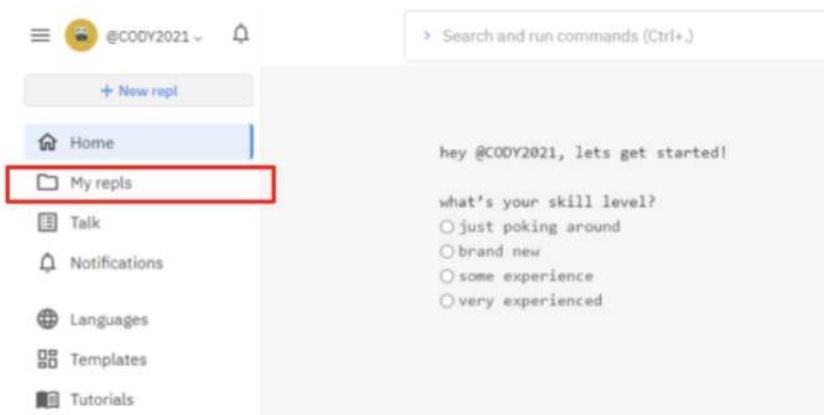 @CODY2021
Search and run commands (Ctrl+.)
+ New repl
Home
My repls
Talk
Notifications
Languages
Templates
Tutorials
hey @CODY2021, lets get started!
what's your skill level?
just poking around
brand new
some experience
very experienced